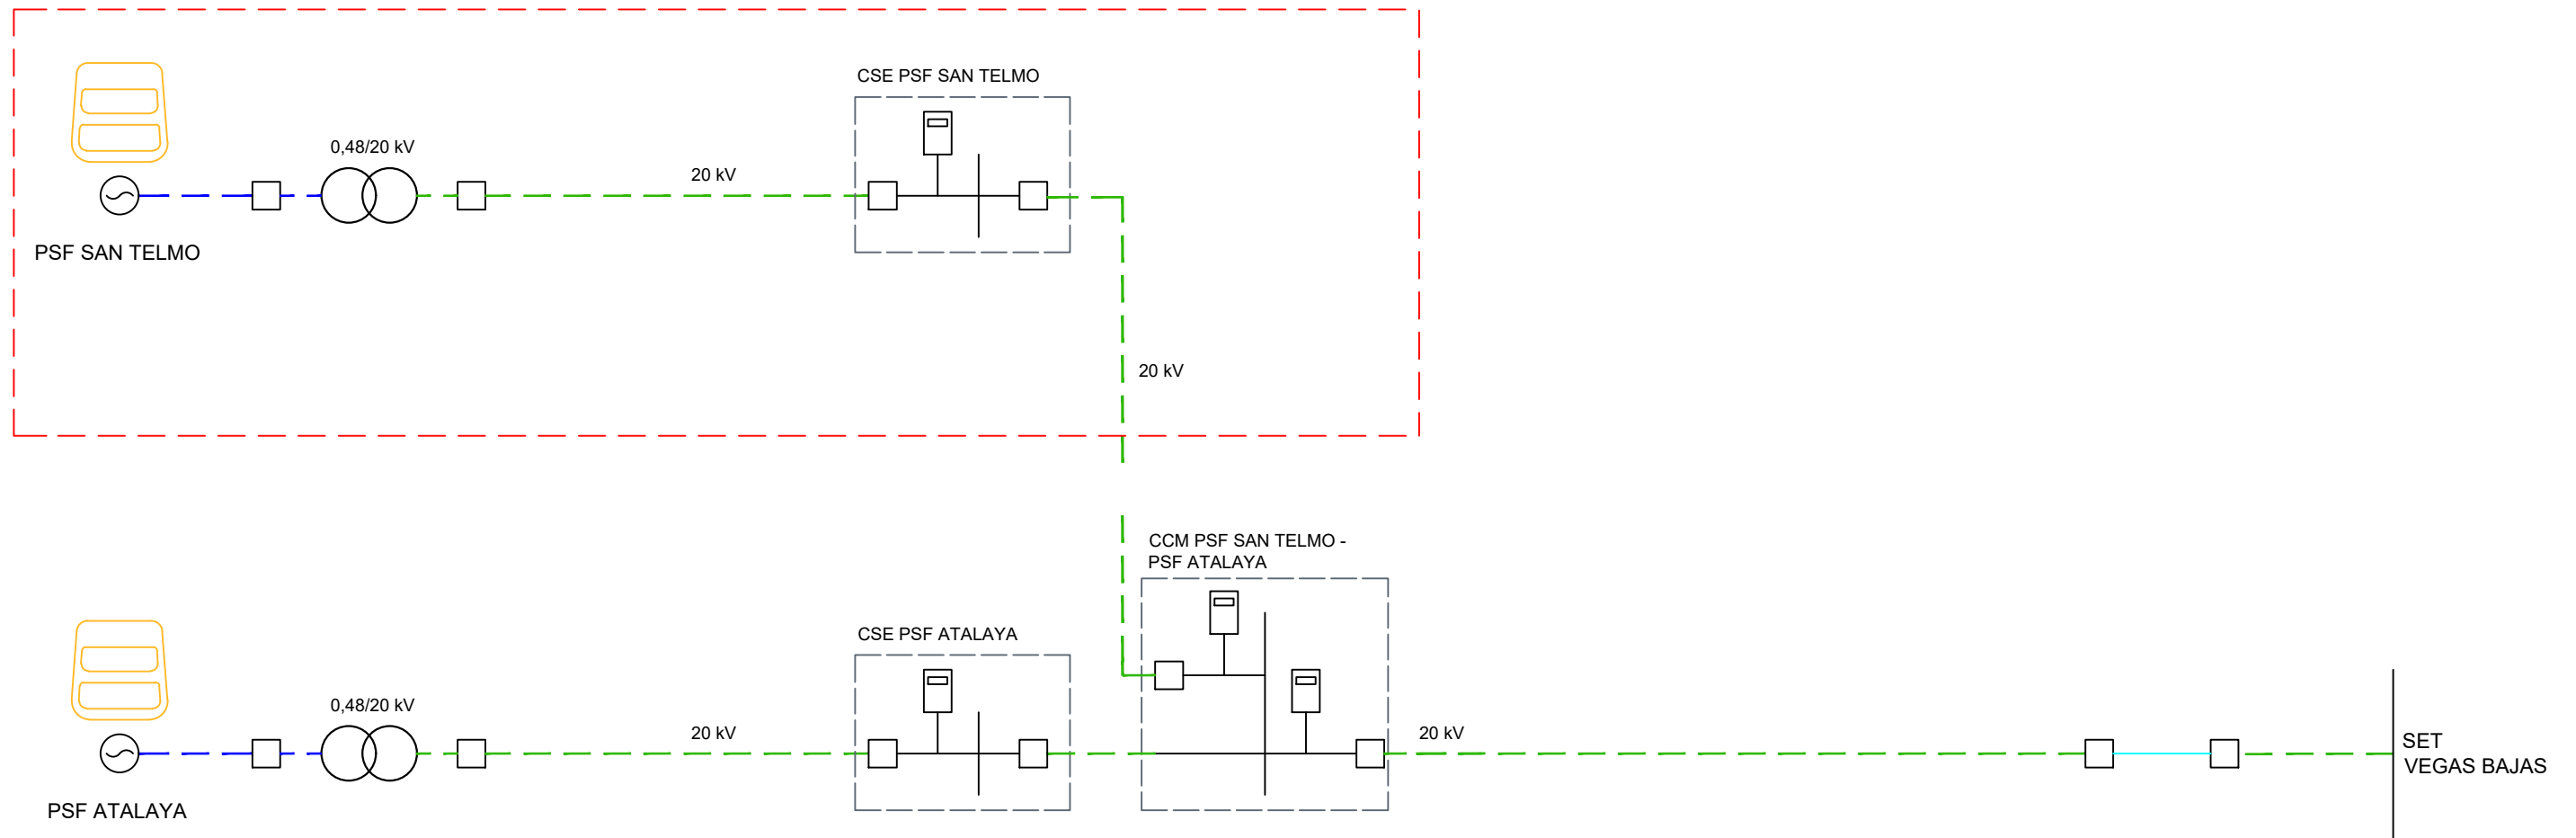 CSE PSF SAN TELMO
0,48/20 kV
20 kV
PSF SAN TELMO
20 kV
CCM PSF SAN TELMO -
PSF ATALAYA
CSE PSF ATALAYA
0,48/20 kV
20 kV
20 kV
SET
VEGAS BAJAS
PSF ATALAYA